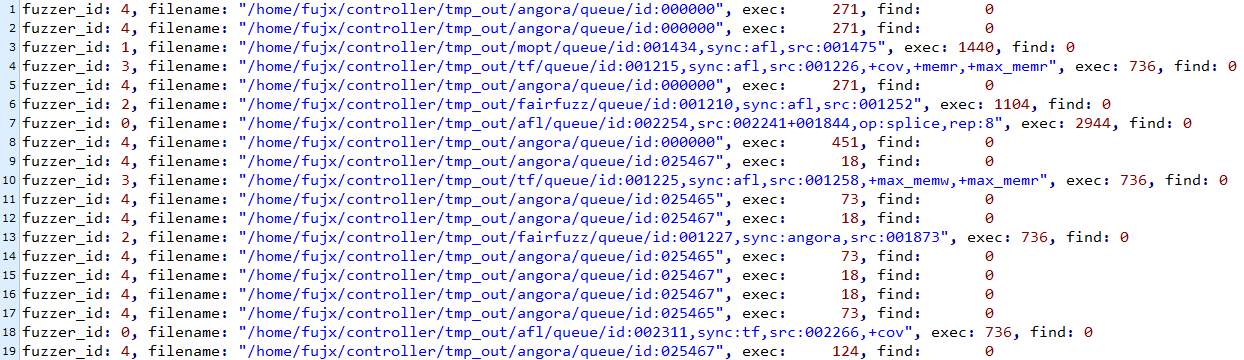 1 fuzzer_id: 4, filename: "/home/fujx/controller/tmp_out/angora/queue/id:000000", exec:     271, find:       0
2 fuzzer_id: 4, filename: "/home/fujx/controller/tmp_out/angora/queue/id:000000", exec:     271, find:       0
3 fuzzer_id: 1, filename: "/home/fujx/controller/tmp_out/mopt/queue/id:001434,sync:afl,src:001475", exec: 1440, find: 0
4 fuzzer_id: 3, filename: "/home/fujx/controller/tmp_out/tf/queue/id:001215,sync:afl,src:001226,+cov,+memr,+max_memr", exec: 736, find: 0
5 fuzzer_id: 4, filename: "/home/fujx/controller/tmp_out/angora/queue/id:000000", exec:     271, find:       0
6 fuzzer_id: 2, filename: "/home/fujx/controller/tmp_out/fairfuzz/queue/id:001210,sync:afl,src:001252", exec: 1104, find: 0
7 fuzzer_id: 0, filename: "/home/fujx/controller/tmp_out/afl/queue/id:002254,src:002241+001844,op:splice,rep:8", exec: 2944, find: 0
8 fuzzer_id: 4, filename: "/home/fujx/controller/tmp_out/angora/queue/id:000000", exec:     451, find:       0
9 fuzzer_id: 4, filename: "/home/fujx/controller/tmp_out/angora/queue/id:025467", exec:      18, find:       0
10 fuzzer_id: 3, filename: "/home/fujx/controller/tmp_out/tf/queue/id:001225,sync:afl,src:001258,+max_memw,+max_memr", exec: 736, find: 0
11 fuzzer_id: 4, filename: "/home/fujx/controller/tmp_out/angora/queue/id:025465", exec:      73, find:       0
12 fuzzer_id: 4, filename: "/home/fujx/controller/tmp_out/angora/queue/id:025467", exec:      18, find:       0
13 fuzzer_id: 2, filename: "/home/fujx/controller/tmp_out/fairfuzz/queue/id:001227,sync:angora,src:001873", exec: 736, find: 0
14 fuzzer_id: 4, filename: "/home/fujx/controller/tmp_out/angora/queue/id:025465", exec:      73, find:       0
15 fuzzer_id: 4, filename: "/home/fujx/controller/tmp_out/angora/queue/id:025467", exec:      18, find:       0
16 fuzzer_id: 4, filename: "/home/fujx/controller/tmp_out/angora/queue/id:025467", exec:      18, find:       0
17 fuzzer_id: 4, filename: "/home/fujx/controller/tmp_out/angora/queue/id:025465", exec:      73, find:       0
18 fuzzer_id: 0, filename: "/home/fujx/controller/tmp_out/afl/queue/id:002311,sync:tf,src:002266,+cov", exec: 736, find: 0
19 fuzzer_id: 4, filename: "/home/fujx/controller/tmp_out/angora/queue/id:025467", exec:     124, find:       0